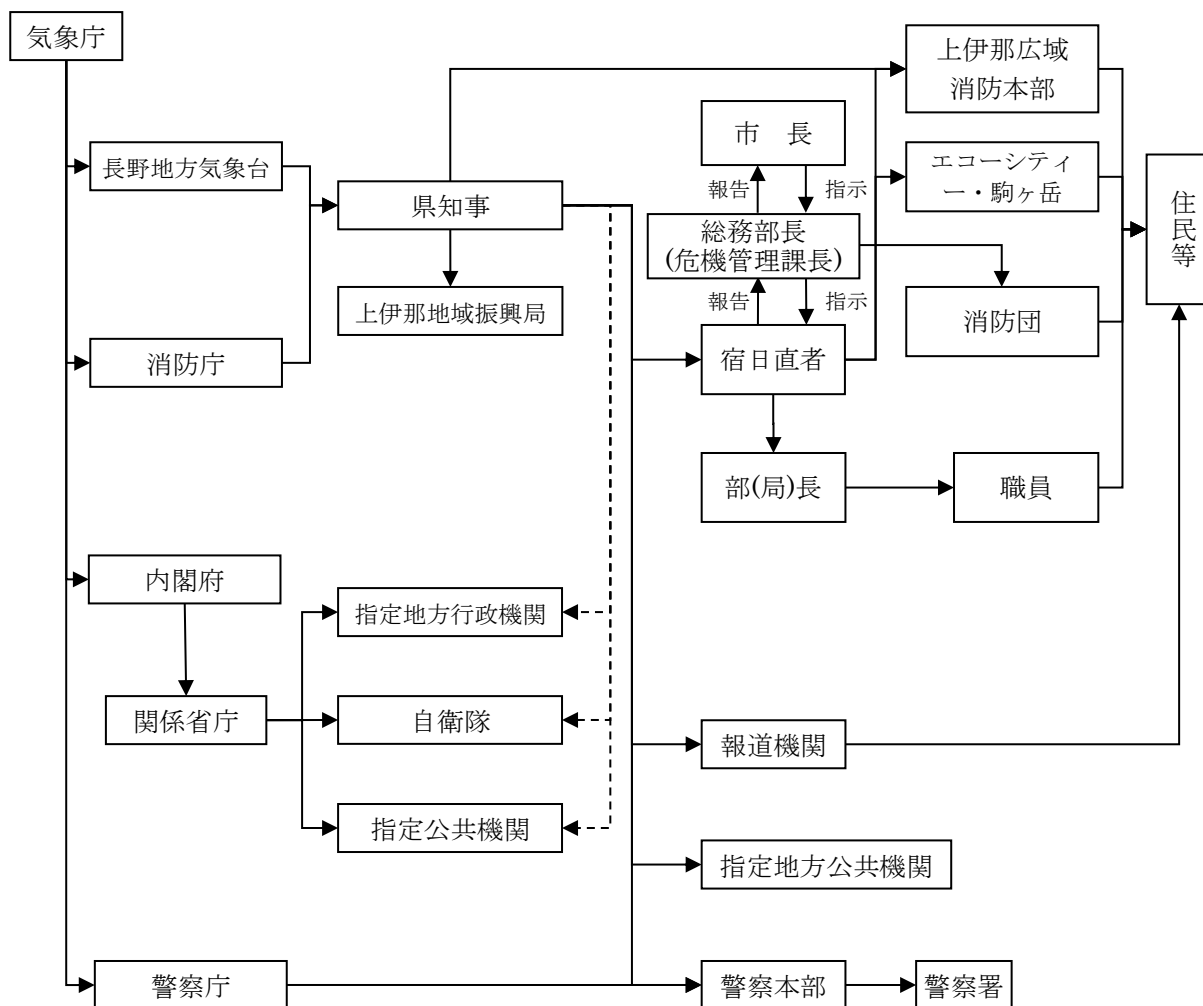 気象庁
長野地方気象台
消防庁
内閣府
関係省庁
警察庁
県知事
上伊那地域振興局
指定地方行政機関
自衛隊
指定公共機関
市 長
報告
指示
総務部長
(危機管理課長)
報告
指示
宿日直者
部(局)長
職員
報道機関
指定地方公共機関
警察本部
警察署
上伊那広域
消防本部
エコーシティ
ー・駒ヶ岳
消防団
住民等